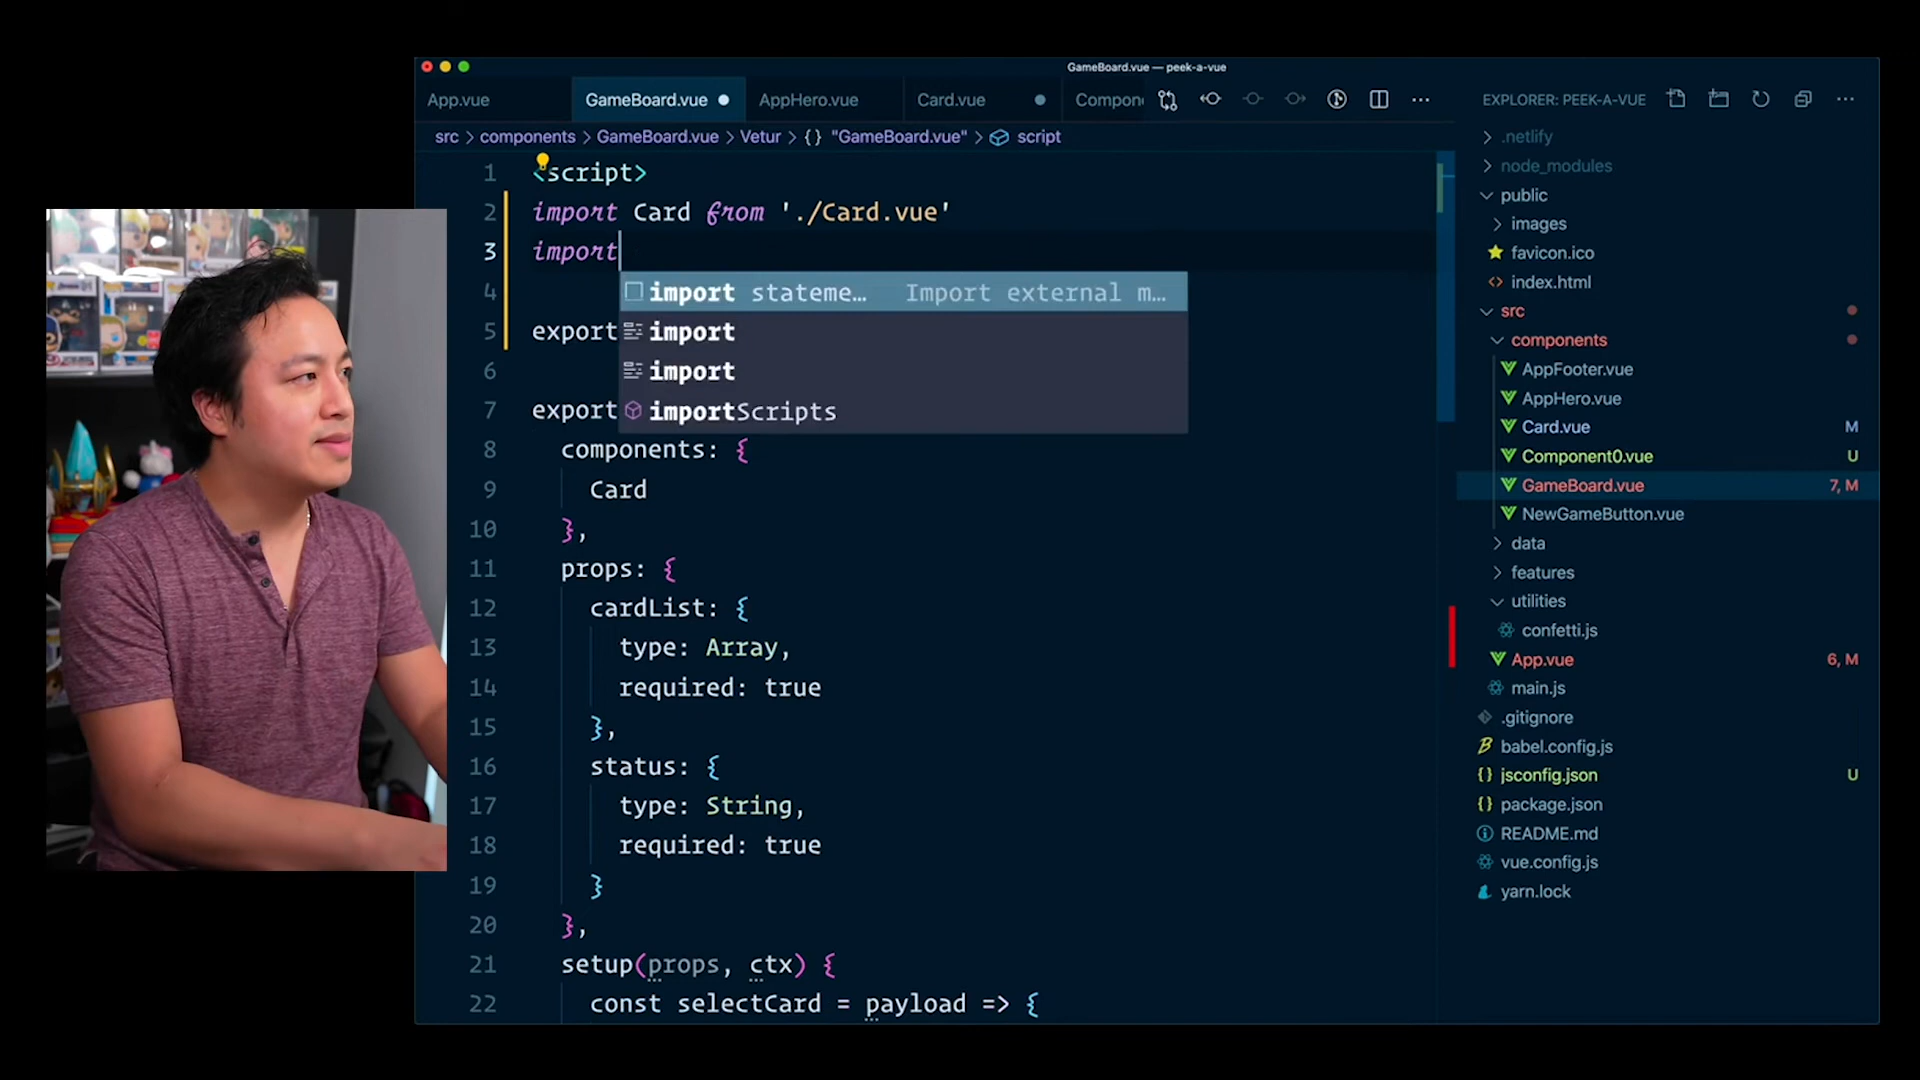 GameBoard.vue — peek-a-vue
App.vue GameBoard.vue AppHero.vue Card.vue Compon
src > components > GameBoard.vue > Vetur > {} "GameBoard.vue" > script
1 <script>
2 import Card from './Card.vue'
3 import
4
import stateme… Import external m…
5 export
import
6
import
7 export
importScripts
8 components: {
9 Card
10 },
11 props: {
12 cardList: {
13 type: Array,
14 required: true
15 },
16 status: {
17 type: String,
18 required: true
19 }
20 },
21 setup(props, ctx) {
22 const selectCard = payload => {
EXPLORER: PEEK-A-VUE
.netlify
node_modules
public
images
favicon.ico
index.html
src
components
AppFooter.vue
AppHero.vue
Card.vue M
Component0.vue U
GameBoard.vue 7, M
NewGameButton.vue
data
features
utilities
confetti.js
App.vue 6, M
main.js
.gitignore
babel.config.js
jsconfig.json U
package.json
README.md
vue.config.js
yarn.lock